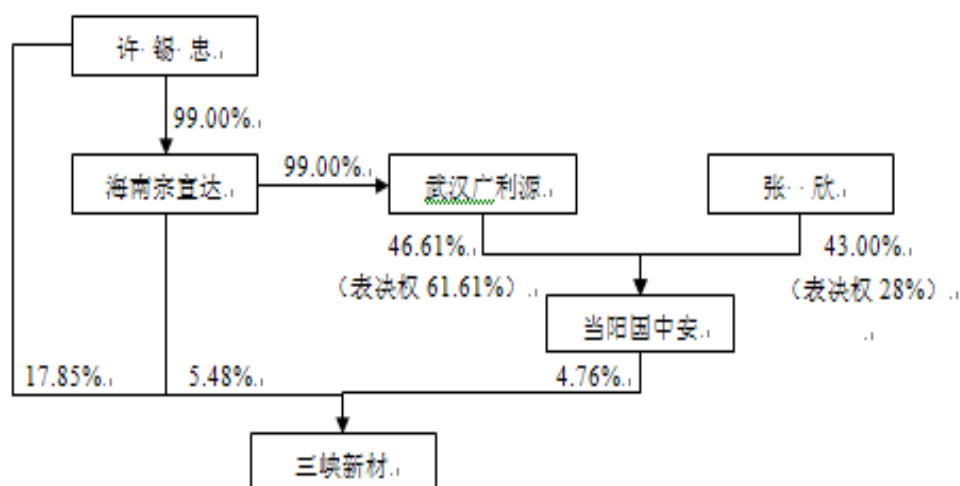 许 锡 忠
99.00%
海南宗宣达
99.00%
武汉广利源
张 欣
46.61%
(表决权 61.61%)
43.00%
(表决权 28%)
当阳国中安
17.85%
5.48%
4.76%
三峡新材